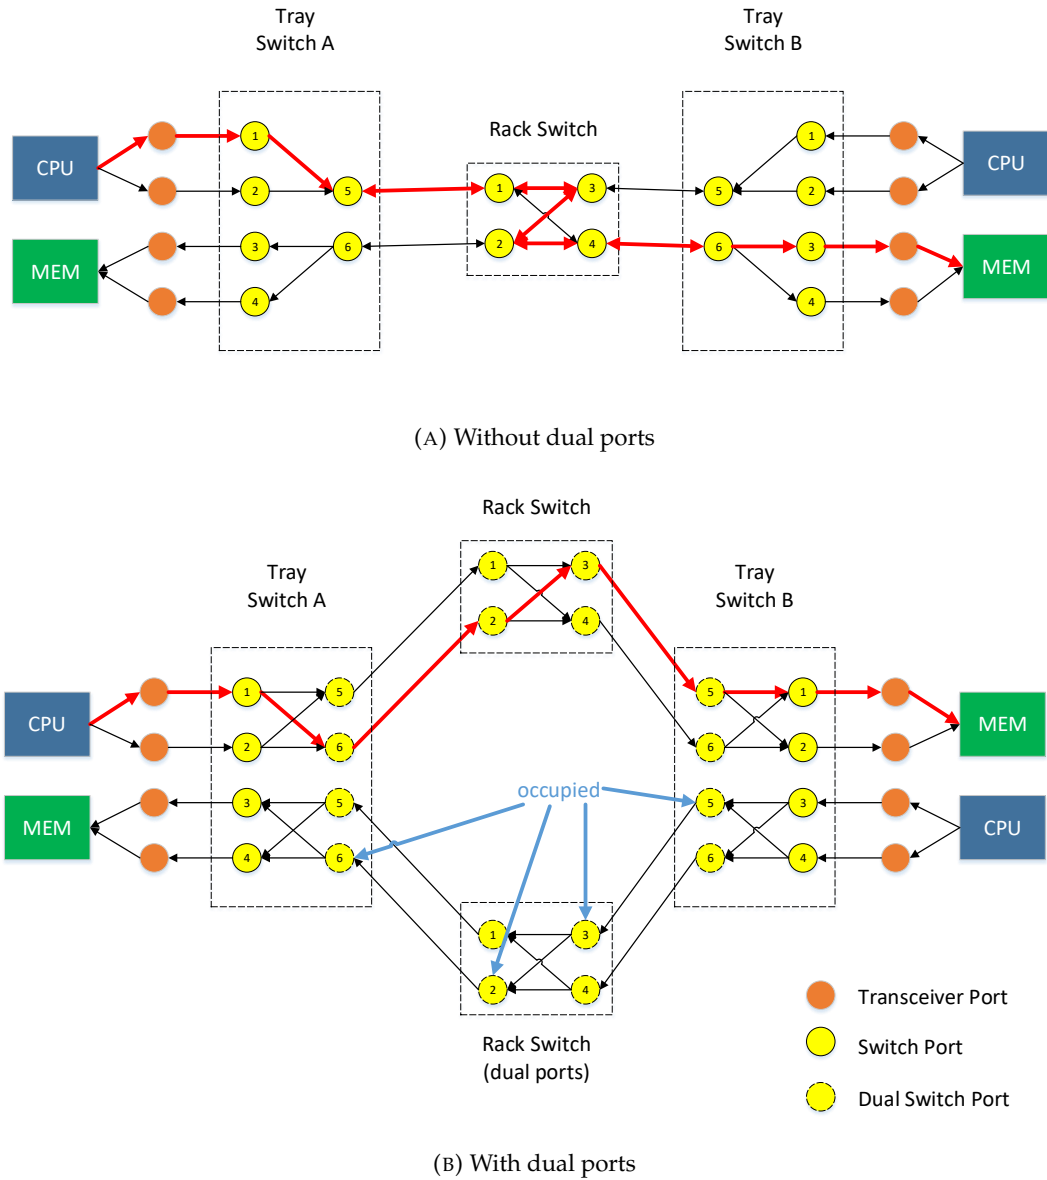 Tray
Switch A
Tray
Switch B
Rack Switch
CPU
MEM
1
2
3
4
5
6
1
2
3
4
1
2
3
4
5
6
CPU
MEM
(A) Without dual ports
Rack Switch
Tray
Switch A
Tray
Switch B
1
2
3
4
CPU
MEM
1
2
3
4
5
6
5
6
5
6
5
6
1
2
3
4
MEM
CPU
occupied
1
2
3
4
Rack Switch
(dual ports)
Transceiver Port
Switch Port
Dual Switch Port
(B) With dual ports